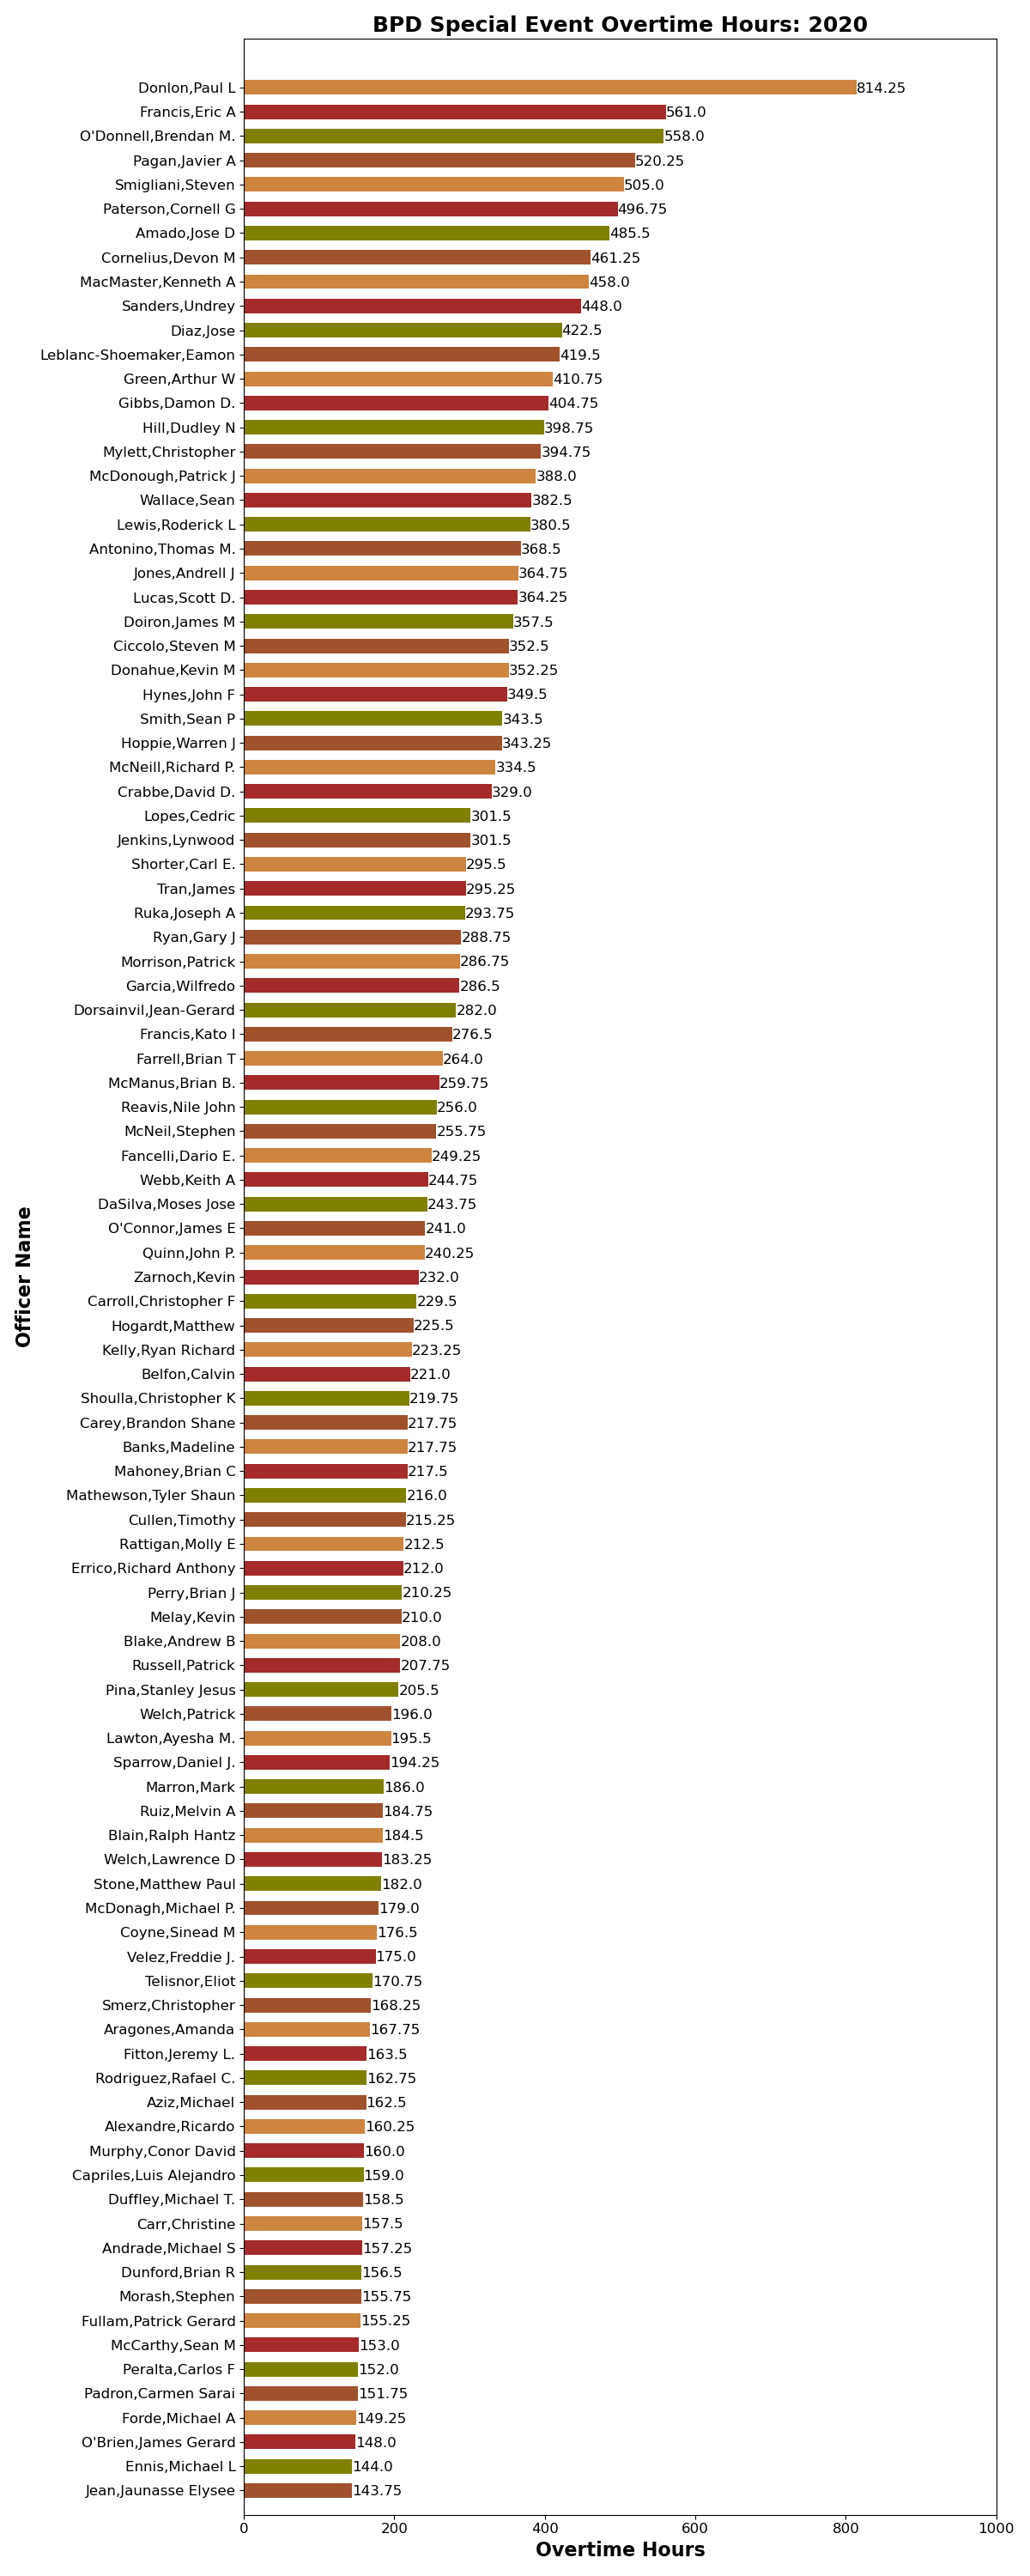 BPD Special Event Overtime Hours: 2020
Donlon,Paul L 814.25
Francis,Eric A 561.0
O'Donnell,Brendan M. 558.0
Pagan,Javier A 520.25
Smigliani,Steven 505.0
Paterson,Cornell G 496.75
Amado,Jose D 485.5
Cornelius,Devon M 461.25
MacMaster,Kenneth A 458.0
Sanders,Undrey 448.0
Diaz,Jose 422.5
Leblanc-Shoemaker,Eamon 419.5
Green,Arthur W 410.75
Gibbs,Damon D. 404.75
Hill,Dudley N 398.75
Mylett,Christopher 394.75
McDonough,Patrick J 388.0
Wallace,Sean 382.5
Lewis,Roderick L 380.5
Antonino,Thomas M. 368.5
Jones,Andrell J 364.75
Lucas,Scott D. 364.25
Doiron,James M 357.5
Ciccolo,Steven M 352.5
Donahue,Kevin M 352.25
Hynes,John F 349.5
Smith,Sean P 343.5
Hoppie,Warren J 343.25
McNeill,Richard P. 334.5
Crabbe,David D. 329.0
Lopes,Cedric 301.5
Jenkins,Lynwood 301.5
Shorter,Carl E. 295.5
Tran,James 295.25
Ruka,Joseph A 293.75
Ryan,Gary J 288.75
Morrison,Patrick 286.75
Garcia,Wilfredo 286.5
Dorsainvil,Jean-Gerard 282.0
Francis,Kato I 276.5
Farrell,Brian T 264.0
McManus,Brian B. 259.75
Reavis,Nile John 256.0
McNeil,Stephen 255.75
Fancelli,Dario E. 249.25
Webb,Keith A 244.75
DaSilva,Moses Jose 243.75
O'Connor,James E 241.0
Quinn,John P. 240.25
Zarnoch,Kevin 232.0
Carroll,Christopher F 229.5
Hogardt,Matthew 225.5
Kelly,Ryan Richard 223.25
Belfon,Calvin 221.0
Shoulla,Christopher K 219.75
Carey,Brandon Shane 217.75
Banks,Madeline 217.75
Mahoney,Brian C 217.5
Mathewson,Tyler Shaun 216.0
Cullen,Timothy 215.25
Rattigan,Molly E 212.5
Errico,Richard Anthony 212.0
Perry,Brian J 210.25
Melay,Kevin 210.0
Blake,Andrew B 208.0
Russell,Patrick 207.75
Pina,Stanley Jesus 205.5
Welch,Patrick 196.0
Lawton,Ayesha M. 195.5
Sparrow,Daniel J. 194.25
Marron,Mark 186.0
Ruiz,Melvin A 184.75
Blain,Ralph Hantz 184.5
Welch,Lawrence D 183.25
Stone,Matthew Paul 182.0
McDonagh,Michael P. 179.0
Coyne,Sinead M 176.5
Velez,Freddie J. 175.0
Telisnor,Eliot 170.75
Smerz,Christopher 168.25
Aragones,Amanda 167.75
Fitton,Jeremy L. 163.5
Rodriguez,Rafael C. 162.75
Aziz,Michael 162.5
Alexandre,Ricardo 160.25
Murphy,Conor David 160.0
Capriles,Luis Alejandro 159.0
Duffley,Michael T. 158.5
Carr,Christine 157.5
Andrade,Michael S 157.25
Dunford,Brian R 156.5
Morash,Stephen 155.75
Fullam,Patrick Gerard 155.25
McCarthy,Sean M 153.0
Peralta,Carlos F 152.0
Padron,Carmen Sarai 151.75
Forde,Michael A 149.25
O'Brien,James Gerard 148.0
Ennis,Michael L 144.0
Jean,Jaunasse Elysee 143.75
Officer Name
0 200 400 600 800 1000
Overtime Hours